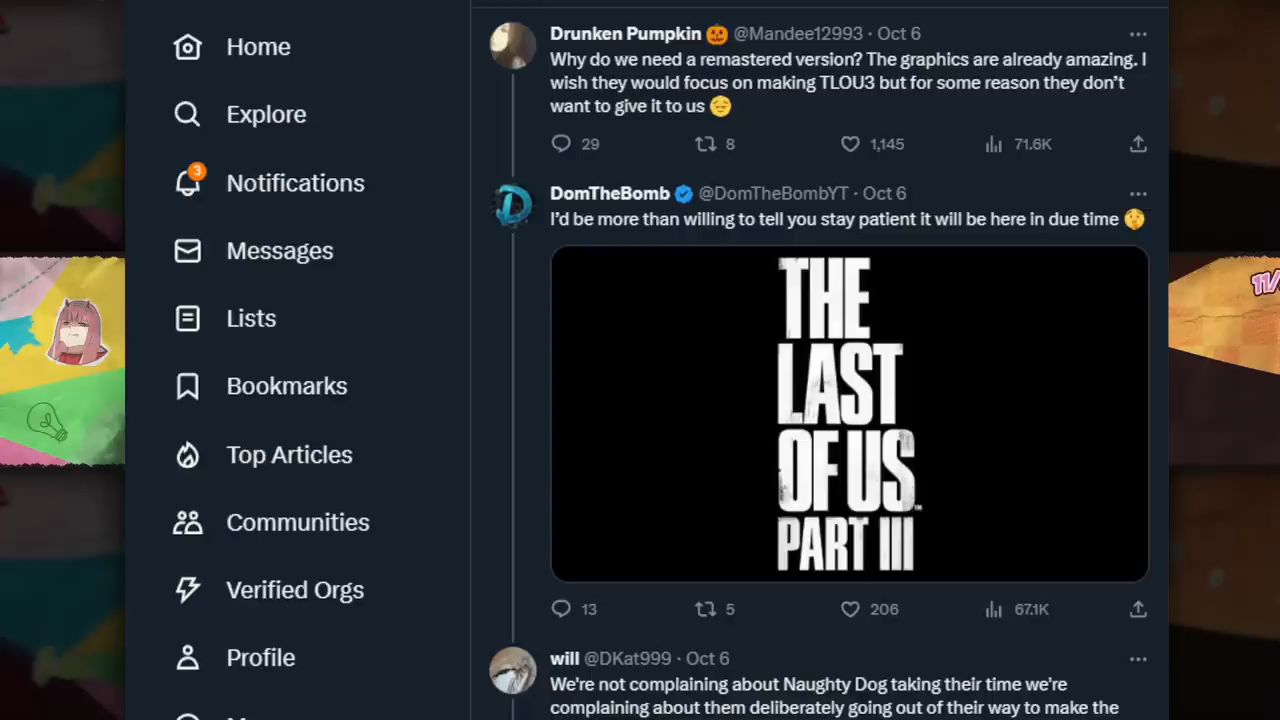 Home
Explore
3
Notifications
Messages
Lists
Bookmarks
Top Articles
Communities
Verified Orgs
Profile
Drunken Pumpkin 🎃 @Mandee12993 · Oct 6
Why do we need a remastered version? The graphics are already amazing. I
wish they would focus on making TLOU3 but for some reason they don't
want to give it to us 😔
29 8 1,145 71.6K
DomTheBomb @DomTheBombYT · Oct 6
I'd be more than willing to tell you stay patient it will be here in due time 🤫
THE
LAST
OF US
PART III
13 5 206 67.1K
will @DKat999 · Oct 6
We're not complaining about Naughty Dog taking their time we're
complaining about them deliberately going out of their way to make the
11/